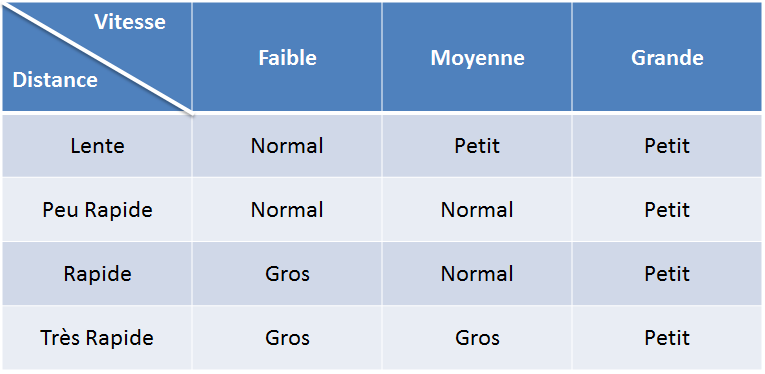 Vitesse
Distance
Faible Moyenne Grande
Lente Normal Petit Petit
Peu Rapide Normal Normal Petit
Rapide Gros Normal Petit
Très Rapide Gros Gros Petit